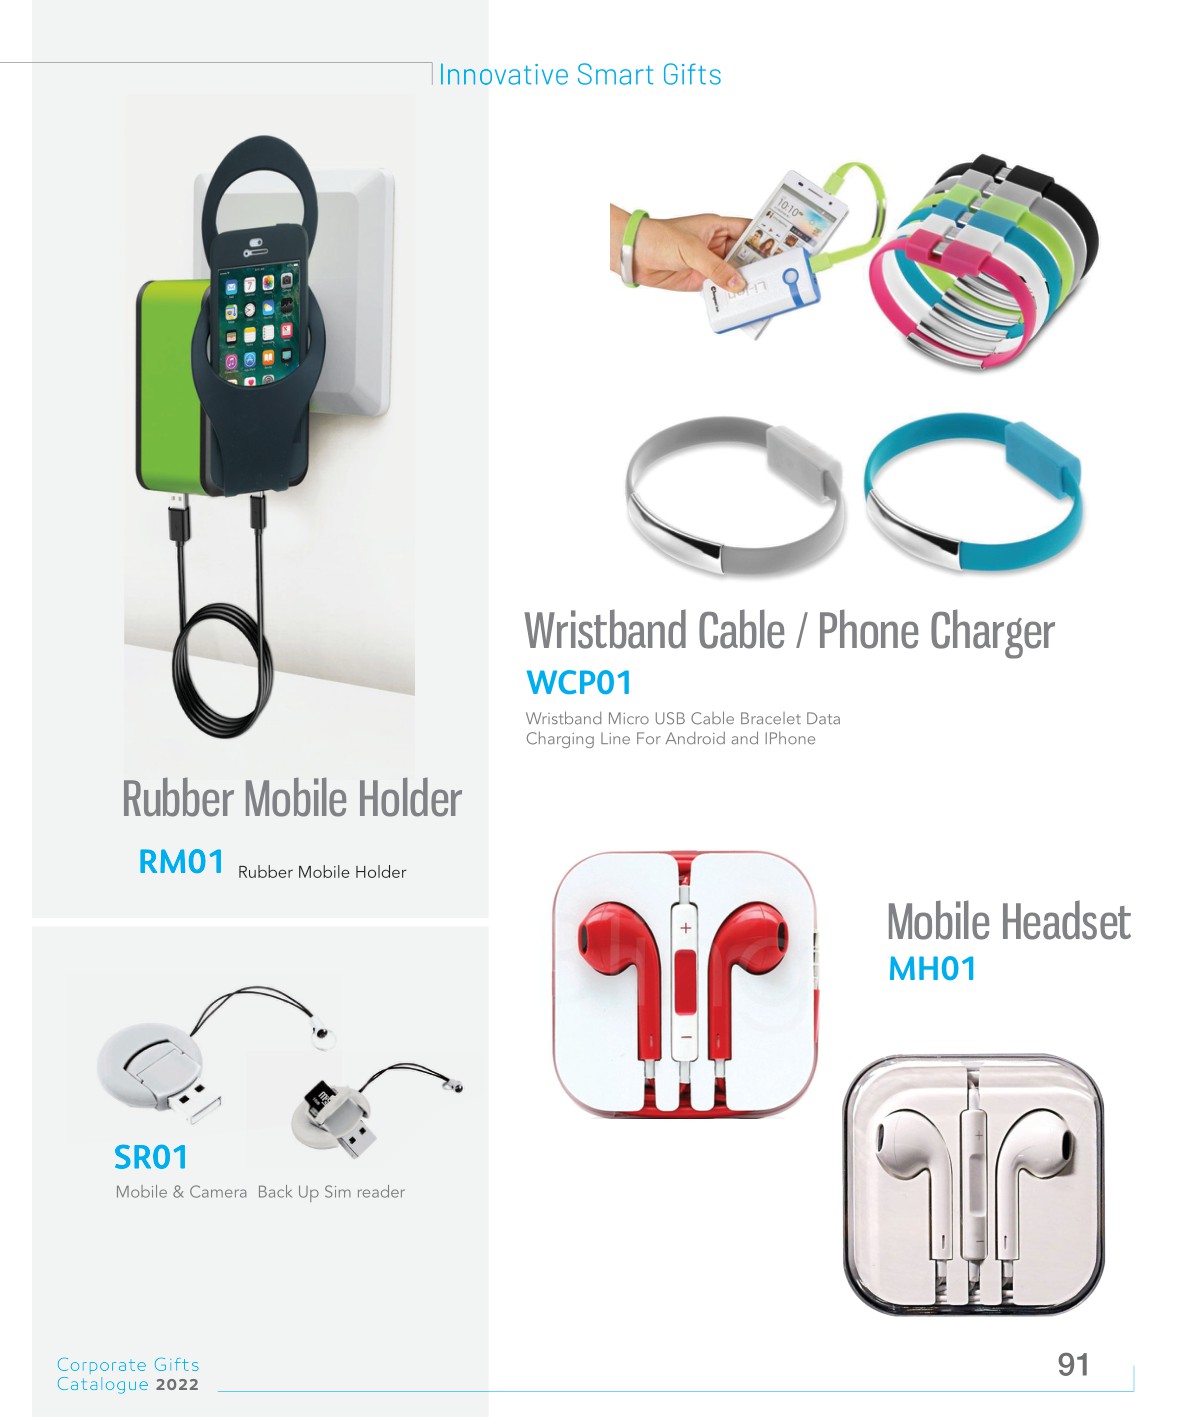 Innovative Smart Gifts
10:10
Rubber Mobile Holder
RM01 Rubber Mobile Holder
Wristband Cable / Phone Charger
WCP01
Wristband Micro USB Cable Bracelet Data
Charging Line For Android and IPhone
Mobile Headset
MH01
SR01
Mobile & Camera Back Up Sim reader
Corporate Gifts
Catalogue 2022
91